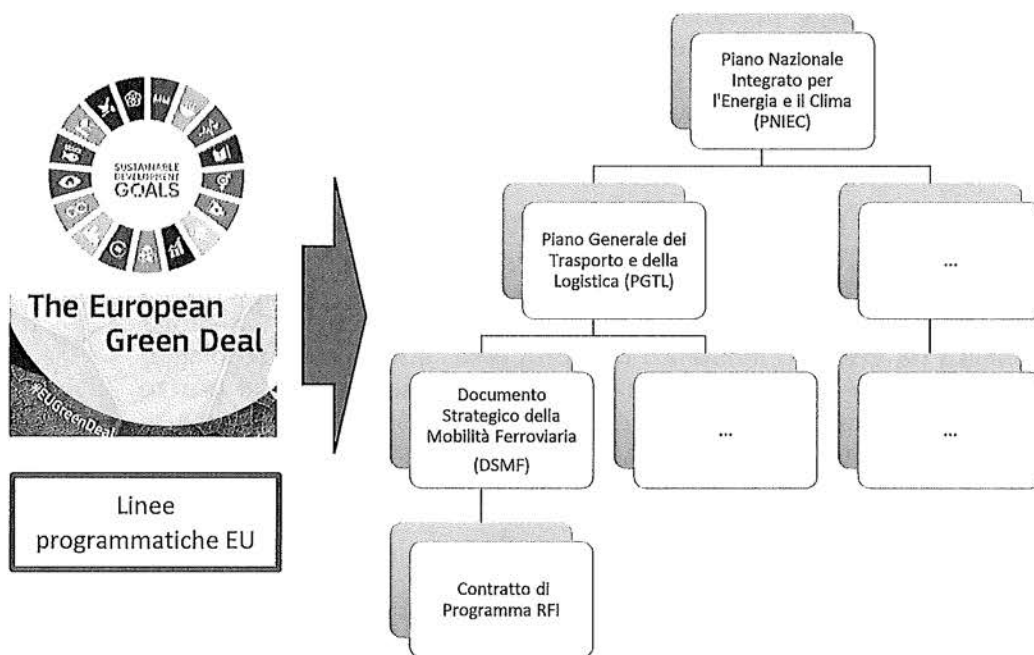 SUSTAINABLE
DEVELOPMENT
GOALS
The European
Green Deal
#EUGreenDeal
Linee
programmatiche EU
Piano Nazionale
Integrato per
l'Energia e il Clima
(PNIEC)
Piano Generale dei
Trasporto e della
Logistica (PGTL)
...
Documento
Strategico della
Mobilità Ferroviaria
(DSMF)
...
...
Contratto di
Programma RFI